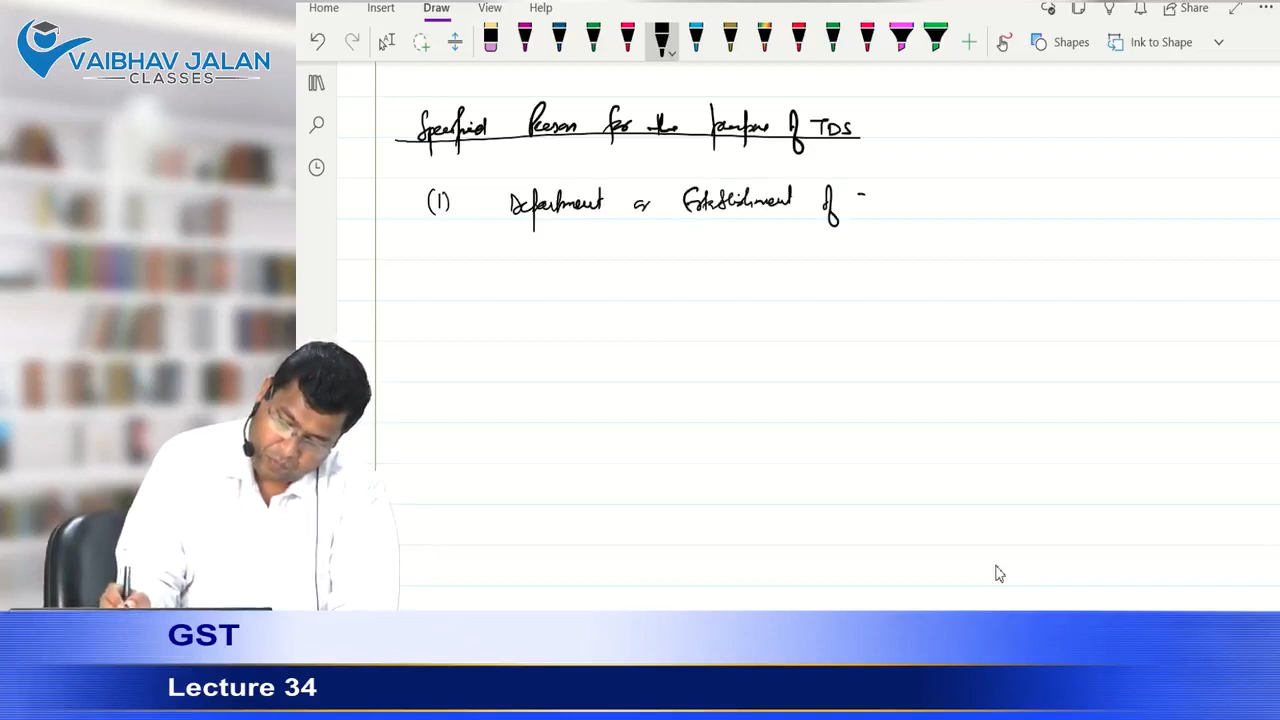 Home Insert Draw View Help
Share
VAIBHAV JALAN
CLASSES
Shapes
Ink to Shape
Specified Person for the purpose of TDS
(1) Department or Establishment of
GST
Lecture 34